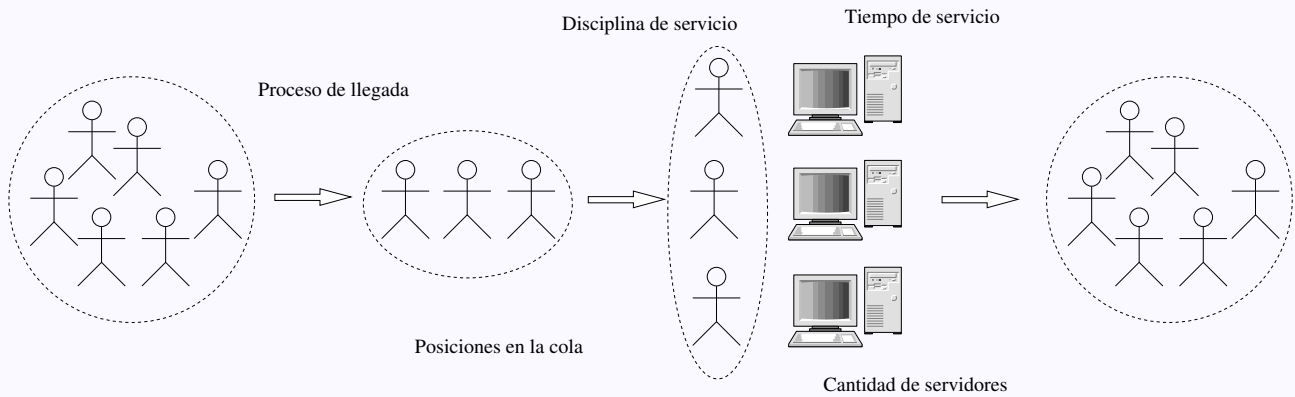 Disciplina de servicio
Tiempo de servicio
Proceso de llegada
Posiciones en la cola
Cantidad de servidores